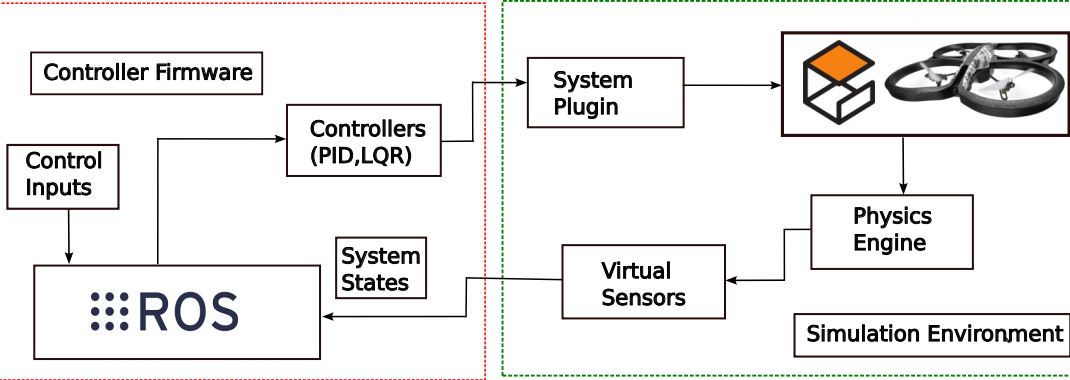 Controller Firmware
Control
Inputs
Controllers
(PID,LQR)
System
States
ROS
System
Plugin
Physics
Engine
Virtual
Sensors
Simulation Environment